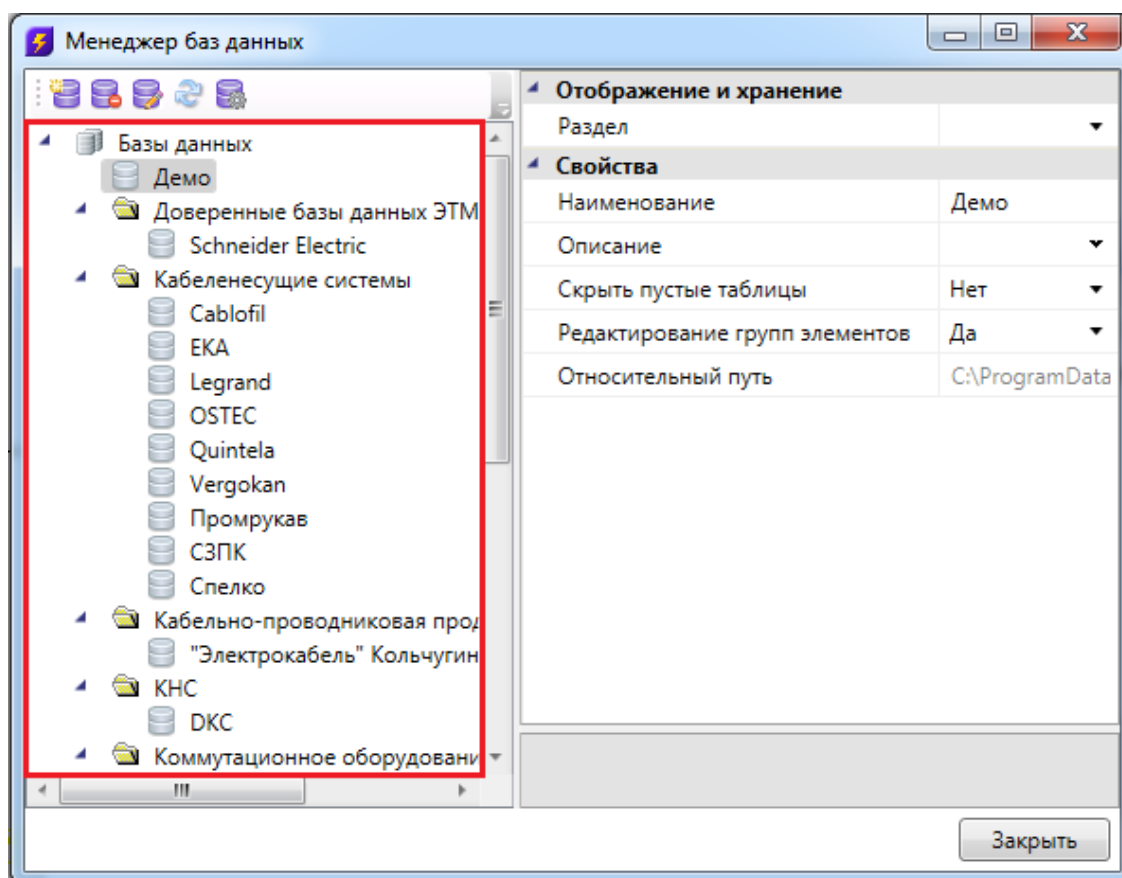 Менеджер баз данных
Базы данных
Демо
Доверенные базы данных ЭТМ
Schneider Electric
Кабеленесущие системы
Cablofil
EKA
Legrand
OSTEC
Quintela
Vergokan
Промрукав
СЗПК
Спелко
Кабельно-проводниковая прод
"Электрокабель" Кольчугин
КНС
DKC
Коммутационное оборудовани
Отображение и хранение
Раздел
Свойства
Наименование Демо
Описание
Скрыть пустые таблицы Нет
Редактирование групп элементов Да
Относительный путь C:\ProgramData
Закрыть